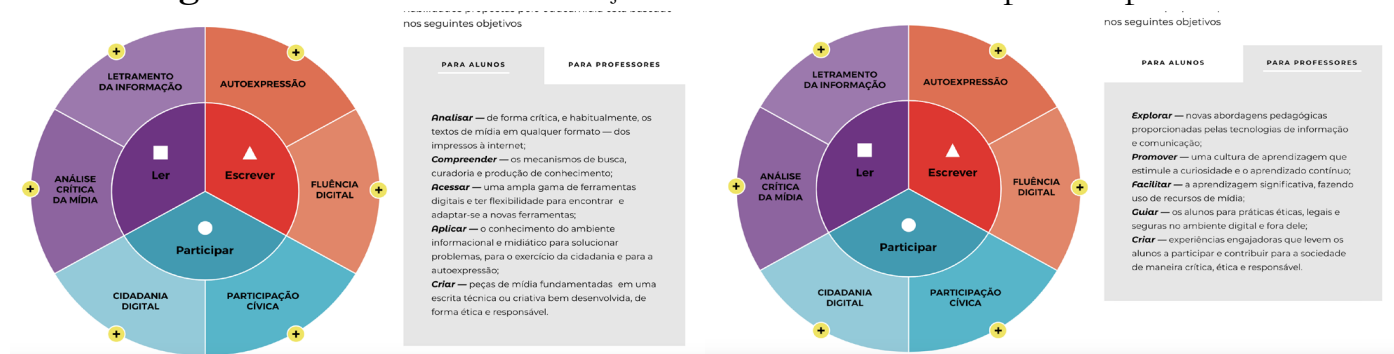 nos seguintes objetivos
LETRAMENTO
DA INFORMAÇÃO
AUTOEXPRESSÃO
ANÁLISE
CRÍTICA
DA MÍDIA
Ler
Escrever
FLUÊNCIA
DIGITAL
Participar
CIDADANIA
DIGITAL
PARTICIPAÇÃO
CÍVICA
PARA ALUNOS
PARA PROFESSORES
Analisar — de forma crítica, e habitualmente, os
textos de mídia em qualquer formato — dos
impressos à internet;
Compreender — os mecanismos de busca,
curadoria e produção de conhecimento;
Acessar — uma ampla gama de ferramentas
digitais e ter flexibilidade para encontrar e
adaptar-se a novas ferramentas;
Aplicar — o conhecimento do ambiente
informacional e midiático para solucionar
problemas, para o exercício da cidadania e para a
autoexpressão;
Criar — peças de mídia fundamentadas em uma
escrita técnica ou criativa bem desenvolvida, de
forma ética e responsável.
nos seguintes objetivos
LETRAMENTO
DA INFORMAÇÃO
AUTOEXPRESSÃO
ANÁLISE
CRÍTICA
DA MÍDIA
Ler
Escrever
FLUÊNCIA
DIGITAL
Participar
CIDADANIA
DIGITAL
PARTICIPAÇÃO
CÍVICA
PARA ALUNOS
PARA PROFESSORES
Explorar — novas abordagens pedagógicas
proporcionadas pelas tecnologias de informação
e comunicação;
Promover — uma cultura de aprendizagem que
estimule a curiosidade e o aprendizado contínuo;
Facilitar — a aprendizagem significativa, fazendo
uso de recursos de mídia;
Guiar — os alunos para práticas éticas, legais e
seguras no ambiente digital e fora dele;
Criar — experiências engajadoras que levem os
alunos a participar e contribuir para a sociedade
de maneira crítica, ética e responsável.